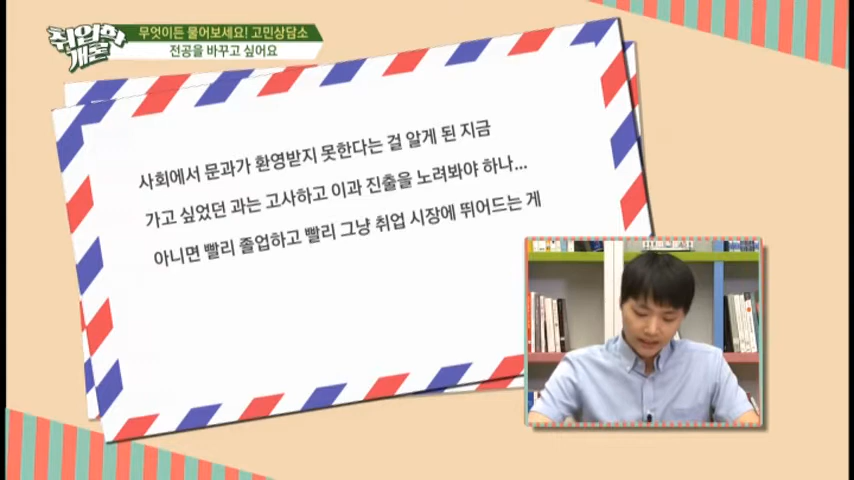 취업학
개론
무엇이든 물어보세요! 고민상담소
전공을 바꾸고 싶어요
사회에서 문과가 환영받지 못한다는 걸 알게 된 지금
가고 싶었던 과는 고사하고 이과 진출을 노려봐야 하나...
아니면 빨리 졸업하고 빨리 그냥 취업 시장에 뛰어드는 게